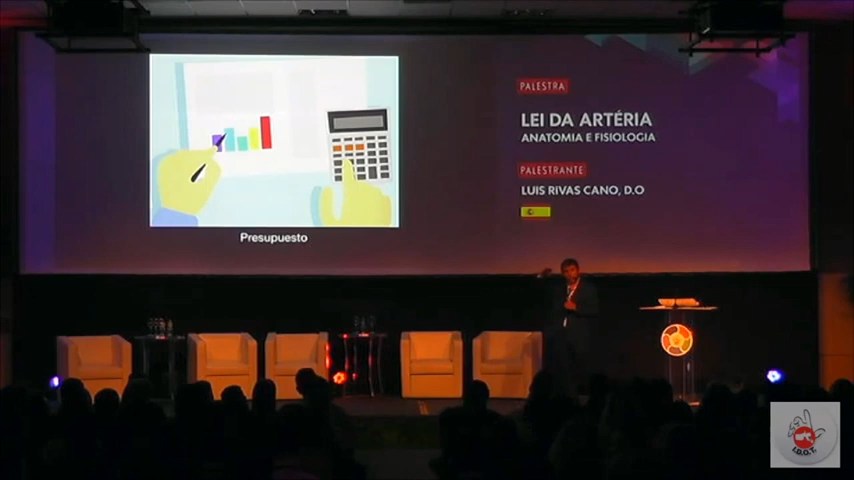 PALESTRA
LEI DA ARTÉRIA
ANATOMIA E FISIOLOGIA
PALESTRANTE
LUIS RIVAS CANO, D.O
Presupuesto
I.D.O.T.